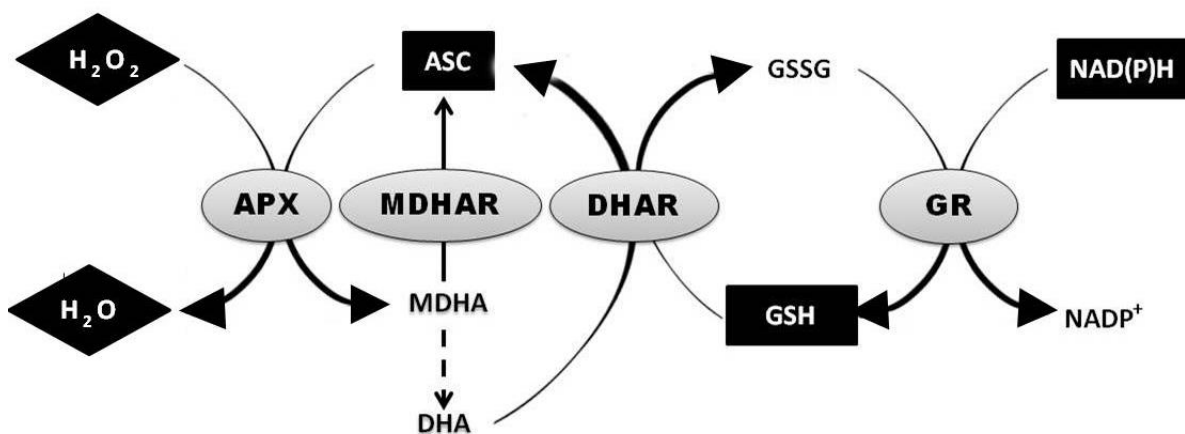 H₂O₂
ASC
GSSG
NAD(P)H
APX
MDHAR
DHAR
GR
H₂O
MDHA
GSH
NADP⁺
DHA